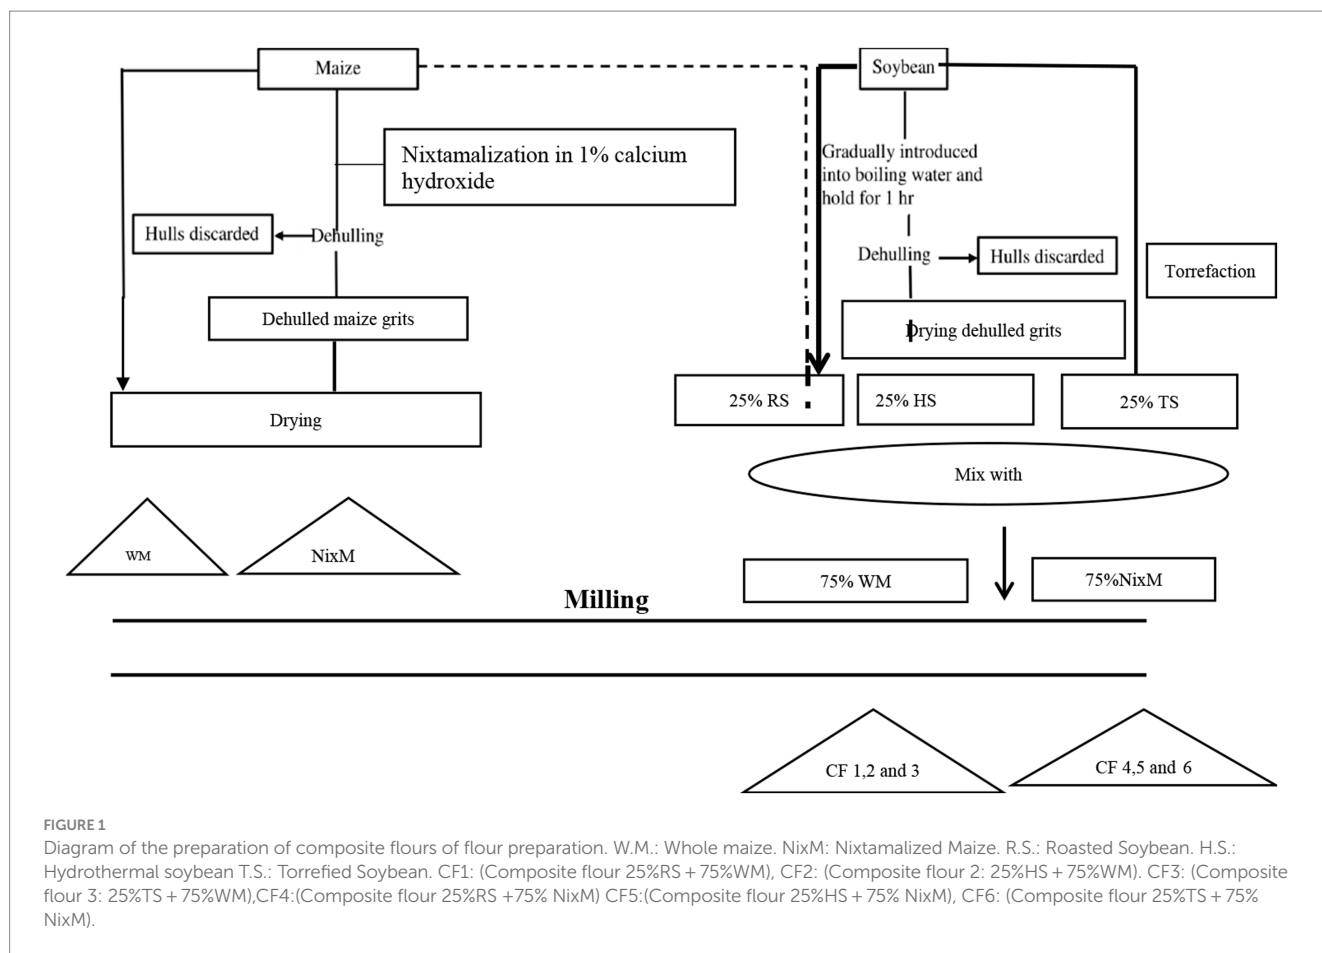 Maize
Soybean
Nixtamalization in 1% calcium
hydroxide
Gradually introduced
into boiling water and
hold for 1 hr
Hulls discarded
Dehulling
Dehulling
Hulls discarded
Torrefaction
Dehulled maize grits
Drying dehulled grits
25% RS
25% HS
25% TS
Drying
Mix with
WM
NixM
75% WM
75%NixM
Milling
CF 1,2 and 3
CF 4,5 and 6
FIGURE 1
Diagram of the preparation of composite flours of flour preparation. W.M.: Whole maize. NixM: Nixtamalized Maize. R.S.: Roasted Soybean. H.S.:
Hydrothermal soybean T.S.: Torrefied Soybean. CF1: (Composite flour 25%RS + 75%WM), CF2: (Composite flour 2: 25%HS + 75%WM). CF3: (Composite
flour 3: 25%TS + 75%WM),CF4:(Composite flour 25%RS +75% NixM) CF5:(Composite flour 25%HS + 75% NixM), CF6: (Composite flour 25%TS + 75%
NixM).